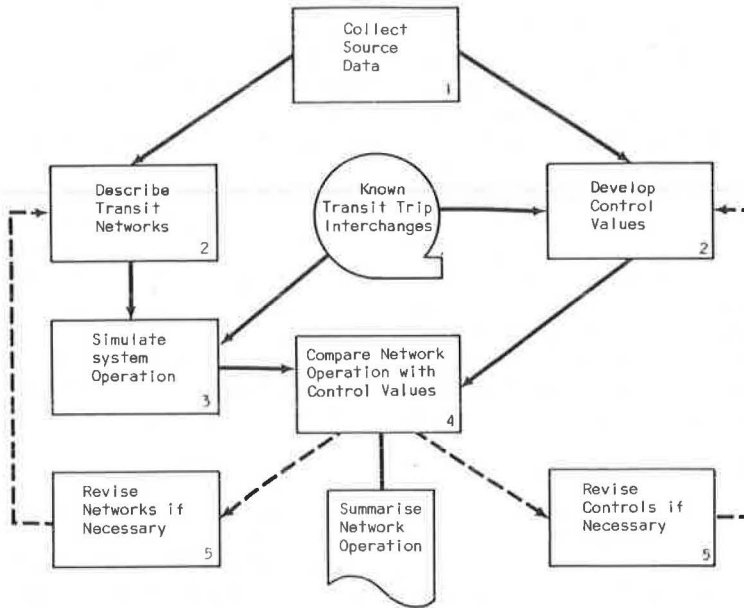 Collect
Source
Data
1
Describe
Transit
Networks
2
Known
Transit Trip
Interchanges
Develop
Control
Values
2
Simulate
system
Operation
3
Compare Network
Operation with
Control Values
4
Revise
Networks if
Necessary
5
Summarise
Network
Operation
Revise
Controls if
Necessary
5